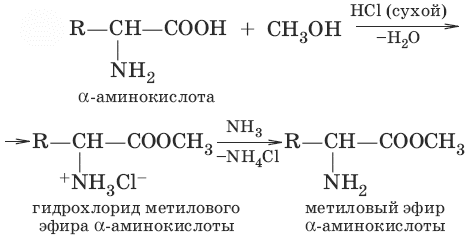 R—CH—COOH + CH₃OH HCl (сухой) −H₂O
NH₂
α-аминокислота
R—CH—COOCH₃ NH₃ −NH₄Cl R—CH—COOCH₃
⁺NH₃Cl⁻ NH₂
гидрохлорид метилового метиловый эфир
эфира α-аминокислоты α-аминокислоты